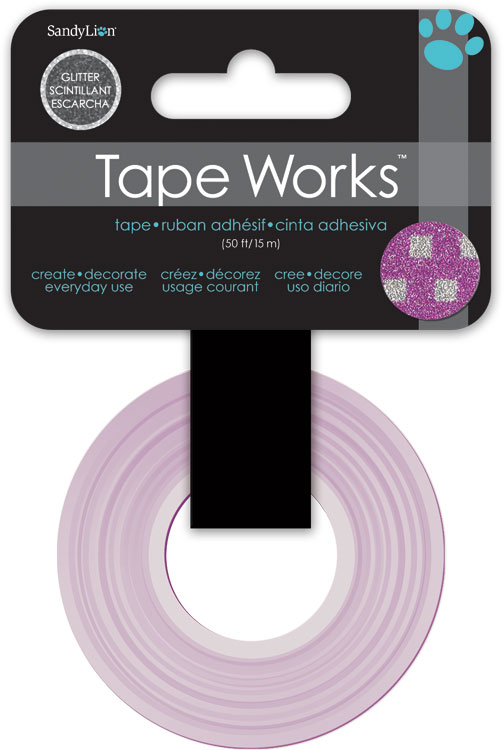 SandyLion
GLITTER
SCINTILLANT
ESCARCHA
Tape Works™
tape•ruban adhésif•cinta adhesiva
(50 ft/15 m)
create•decorate
everyday use
créez•décorez
usage courant
cree•decore
uso diario